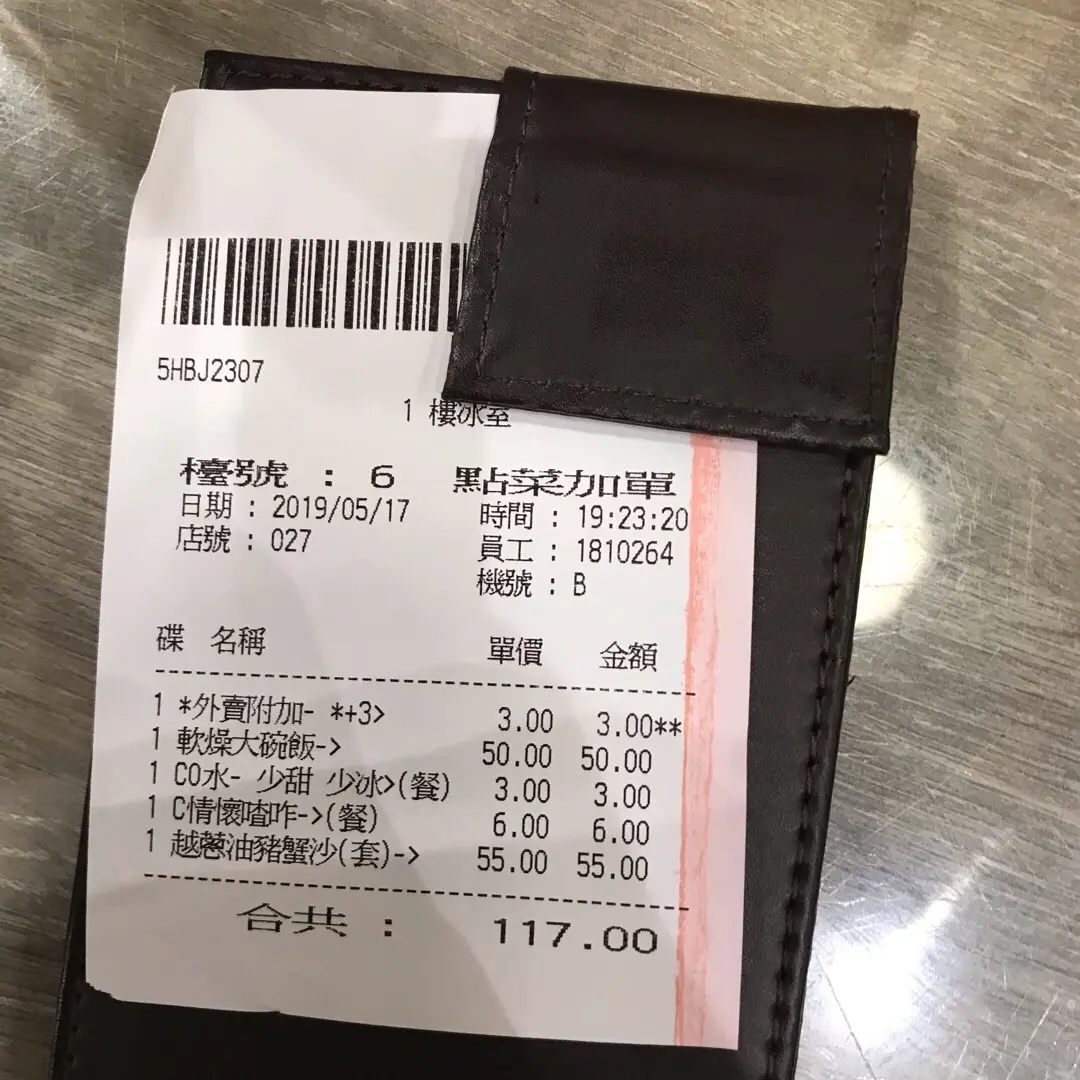 5HBJ2307
1 樓冰室
檯號 : 6 點菜加單
日期 : 2019/05/17 時間 : 19:23:20
店號 : 027 員工 : 1810264
機號 : B
碟 名稱 單價 金額
1 *外賣附加- *+3> 3.00 3.00**
1 軟燥大碗飯-> 50.00 50.00
1 CO水- 少甜 少冰>(餐) 3.00 3.00
1 C情懷喳咋->(餐) 6.00 6.00
1 越蔥油豬蟹沙(套)-> 55.00 55.00
合共 : 117.00